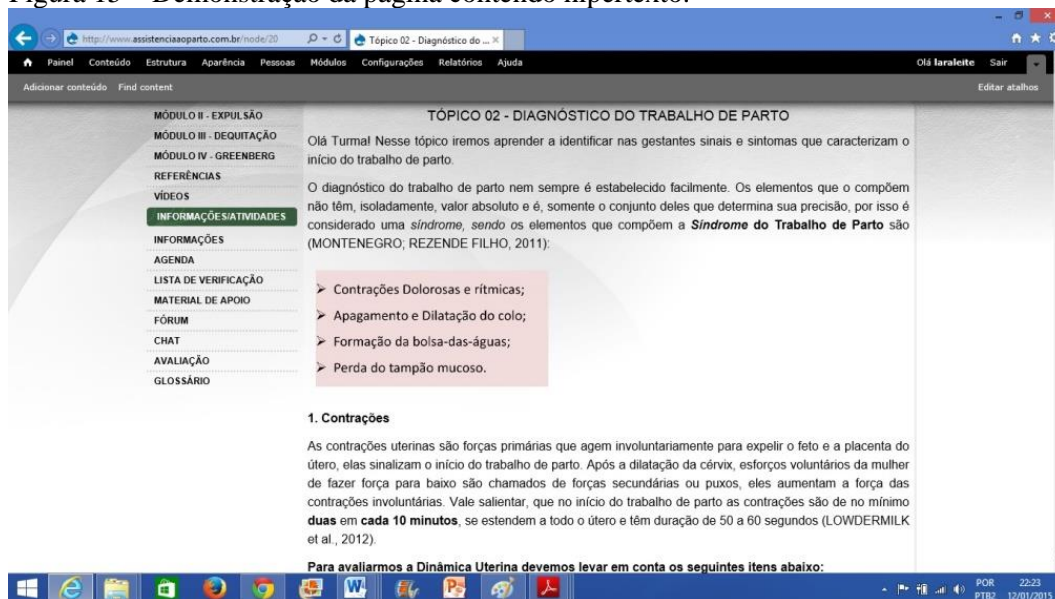 Figura 15 – Demonstração da página contendo hipertexto.
http://www.assistenciaaoparto.com.br/node/20
Tópico 02 - Diagnóstico do ...
Painel Conteúdo Estrutura Aparência Pessoas Módulos Configurações Relatórios Ajuda
Olá laraleite Sair
Adicionar conteúdo Find content
Editar atalhos
MÓDULO II - EXPULSÃO
MÓDULO III - DEQUITAÇÃO
MÓDULO IV - GREENBERG
REFERÊNCIAS
VÍDEOS
INFORMAÇÕES/ATIVIDADES
INFORMAÇÕES
AGENDA
LISTA DE VERIFICAÇÃO
MATERIAL DE APOIO
FÓRUM
CHAT
AVALIAÇÃO
GLOSSÁRIO
TÓPICO 02 - DIAGNÓSTICO DO TRABALHO DE PARTO
Olá Turma! Nesse tópico iremos aprender a identificar nas gestantes sinais e sintomas que caracterizam o
início do trabalho de parto.
O diagnóstico do trabalho de parto nem sempre é estabelecido facilmente. Os elementos que o compõem
não têm, isoladamente, valor absoluto e é, somente o conjunto deles que determina sua precisão, por isso é
considerado uma síndrome, sendo os elementos que compõem a Síndrome do Trabalho de Parto são
(MONTENEGRO; REZENDE FILHO, 2011):
➢ Contrações Dolorosas e rítmicas;
➢ Apagamento e Dilatação do colo;
➢ Formação da bolsa-das-águas;
➢ Perda do tampão mucoso.
1. Contrações
As contrações uterinas são forças primárias que agem involuntariamente para expelir o feto e a placenta do
útero, elas sinalizam o início do trabalho de parto. Após a dilatação da cérvix, esforços voluntários da mulher
de fazer força para baixo são chamados de forças secundárias ou puxos, eles aumentam a força das
contrações involuntárias. Vale salientar, que no início do trabalho de parto as contrações são de no mínimo
duas em cada 10 minutos, se estendem a todo o útero e têm duração de 50 a 60 segundos (LOWDERMILK
et al., 2012).
Para avaliarmos a Dinâmica Uterina devemos levar em conta os seguintes itens abaixo:
POR 22:23
PTB2 12/01/2015